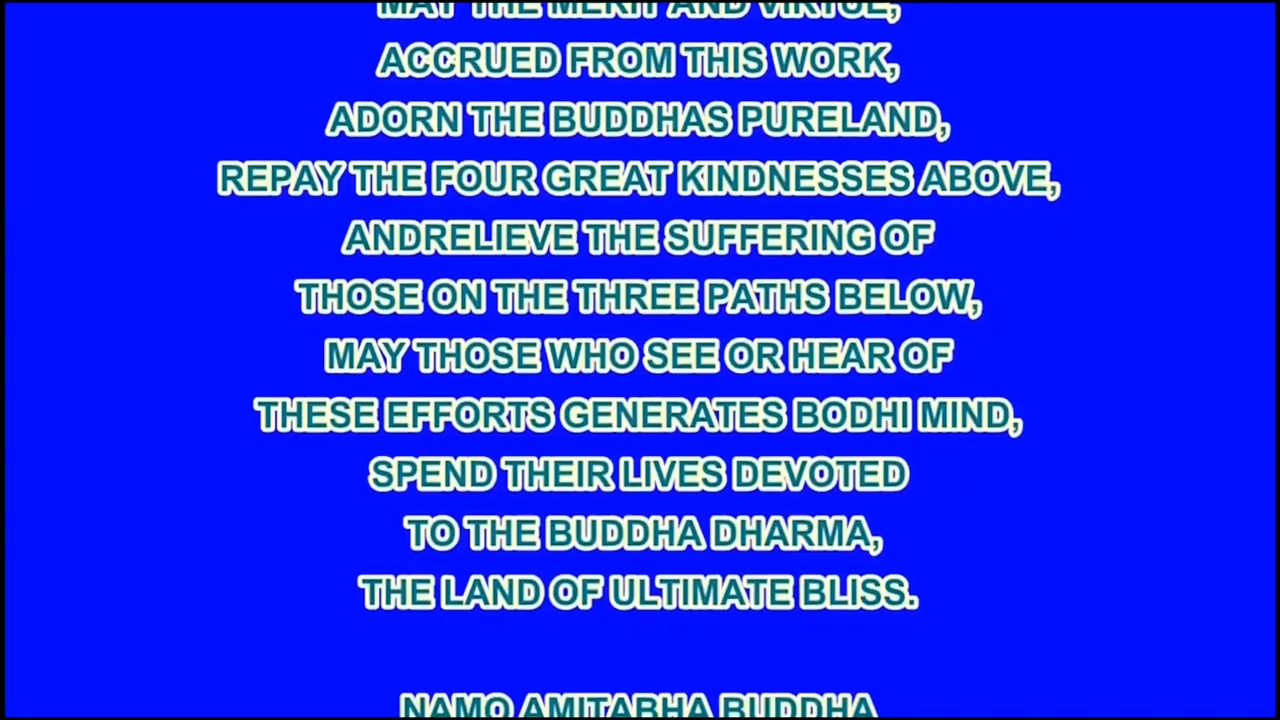 MAY THE MERIT AND VIRTUE,
ACCRUED FROM THIS WORK,
ADORN THE BUDDHAS PURELAND,
REPAY THE FOUR GREAT KINDNESSES ABOVE,
ANDRELIEVE THE SUFFERING OF
THOSE ON THE THREE PATHS BELOW,
MAY THOSE WHO SEE OR HEAR OF
THESE EFFORTS GENERATES BODHI MIND,
SPEND THEIR LIVES DEVOTED
TO THE BUDDHA DHARMA,
THE LAND OF ULTIMATE BLISS.
NAMO AMITABHA BUDDHA